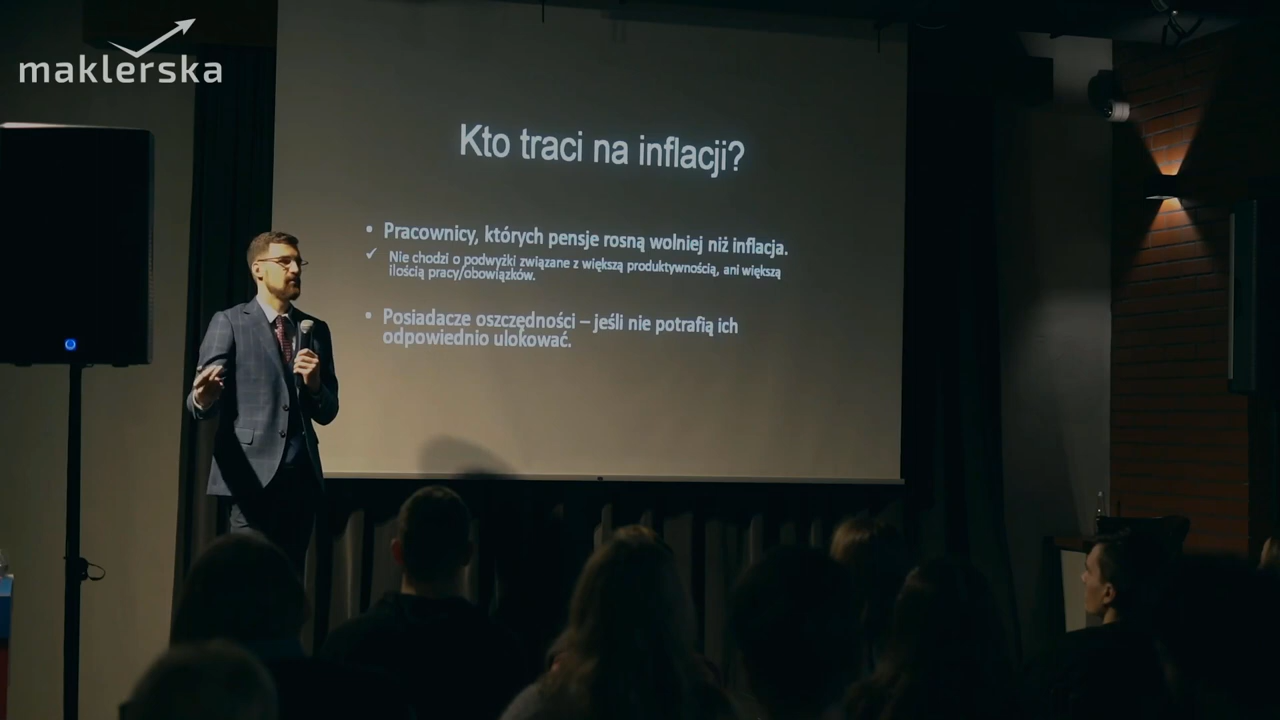 maklerska
Kto traci na inflacji?
• Pracownicy, których pensje rosną wolniej niż inflacja.
✓ Nie chodzi o podwyżki związane z większą produktywnością, ani większą
ilością pracy/obowiązków.
• Posiadacze oszczędności – jeśli nie potrafią ich
odpowiednio ulokować.